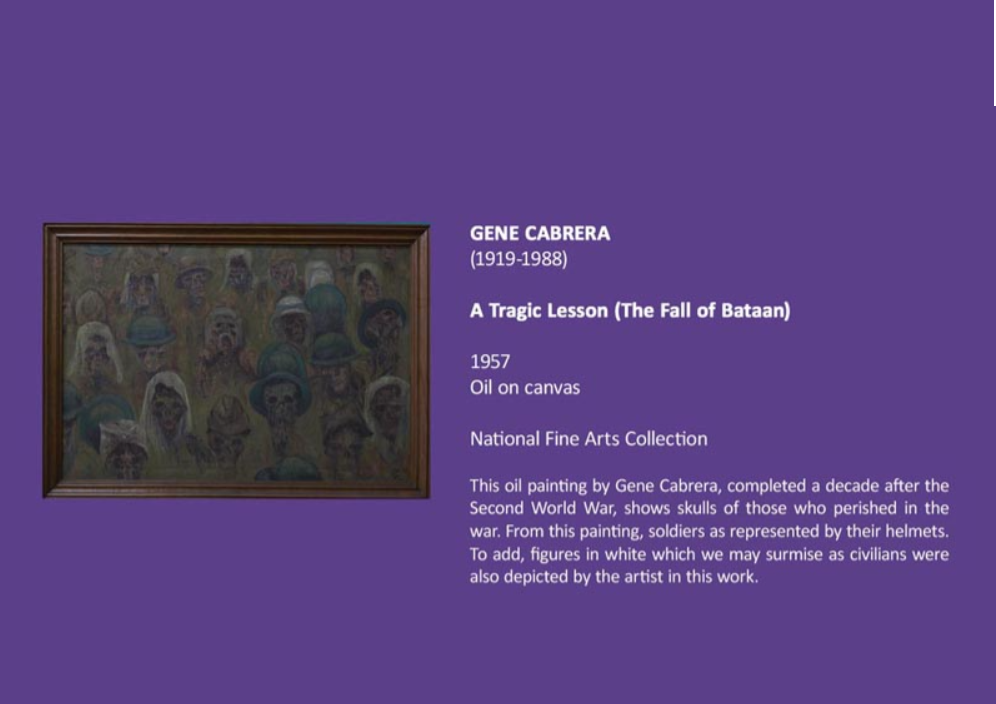 GENE CABRERA
(1919-1988)
A Tragic Lesson (The Fall of Bataan)
1957
Oil on canvas
National Fine Arts Collection
This oil painting by Gene Cabrera, completed a decade after the
Second World War, shows skulls of those who perished in the
war. From this painting, soldiers as represented by their helmets.
To add, figures in white which we may surmise as civilians were
also depicted by the artist in this work.